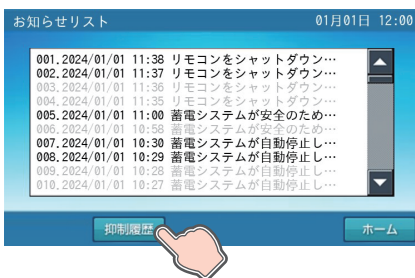 お知らせリスト 01月01日 12:00
001.2024/01/01 11:38 リモコンをシャットダウン…
002.2024/01/01 11:37 リモコンをシャットダウン…
003.2024/01/01 11:36 リモコンをシャットダウン…
004.2024/01/01 11:35 リモコンをシャットダウン…
005.2024/01/01 11:00 蓄電システムが安全のため…
006.2024/01/01 10:58 蓄電システムが安全のため…
007.2024/01/01 10:30 蓄電システムが自動停止し…
008.2024/01/01 10:29 蓄電システムが自動停止し…
009.2024/01/01 10:28 蓄電システムが自動停止し…
010.2024/01/01 10:27 蓄電システムが自動停止し…
抑制履歴 ホーム